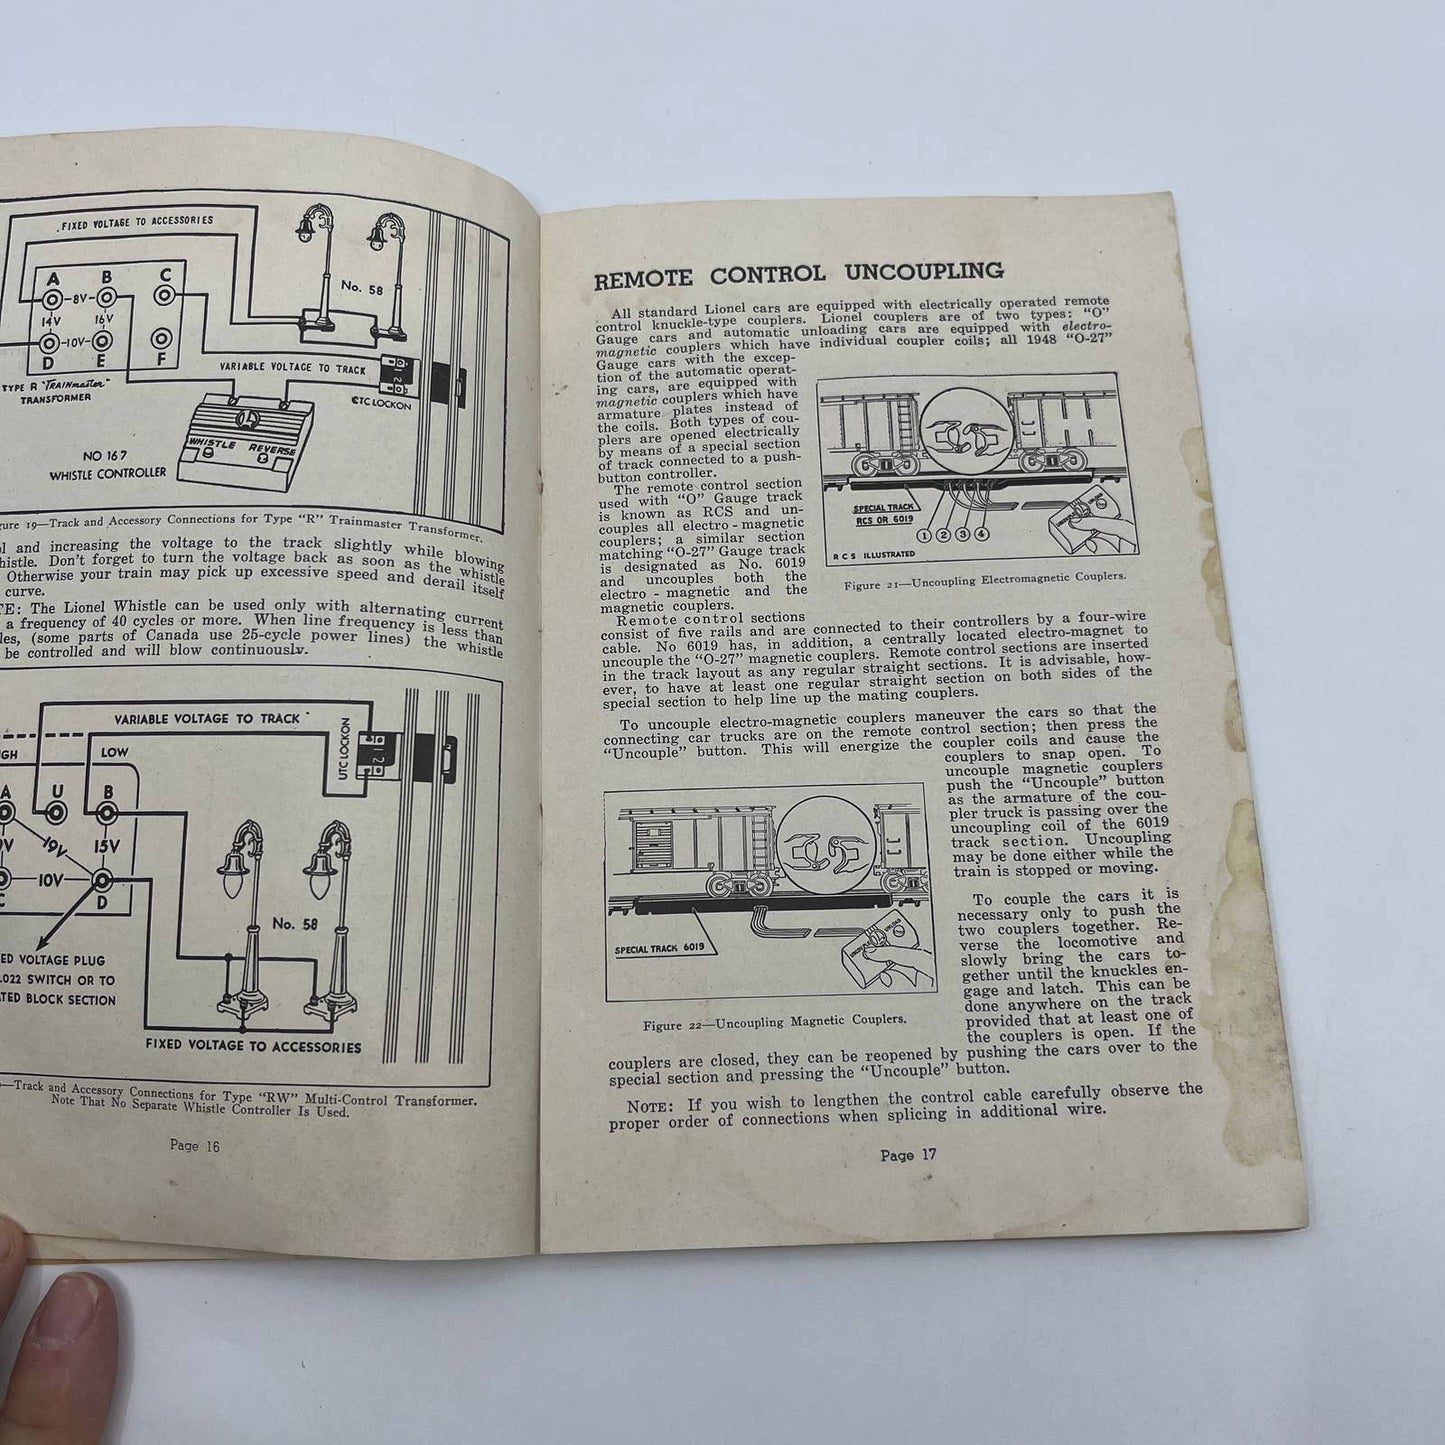 FIXED VOLTAGE TO ACCESSORIES
A B C
8V
14V 16V
10V
D E F
No. 58
VARIABLE VOLTAGE TO TRACK
TYPE R "TRAINmaster"
TRANSFORMER
CTC LOCKON
1 2
WHISTLE REVERSE
NO 167
WHISTLE CONTROLLER
19—Track and Accessory Connections for Type "R" Trainmaster Transformer.
and increasing the voltage to the track slightly while blowing
Don't forget to turn the voltage back as soon as the whistle
Otherwise your train may pick up excessive speed and derail itself
curve.
The Lionel Whistle can be used only with alternating current
a frequency of 40 cycles or more. When line frequency is less than
(some parts of Canada use 25-cycle power lines) the whistle
be controlled and will blow continuously.
VARIABLE VOLTAGE TO TRACK
UTC LOCKON
1 2
LOW
A U B
19V 15V
10V
C D
No. 58
VOLTAGE PLUG
022 SWITCH OR TO
BLOCK SECTION
FIXED VOLTAGE TO ACCESSORIES
—Track and Accessory Connections for Type "RW" Multi-Control Transformer.
Note That No Separate Whistle Controller Is Used.
Page 16
REMOTE CONTROL UNCOUPLING
All standard Lionel cars are equipped with electrically operated remote
control knuckle-type couplers. Lionel couplers are of two types: "O"
Gauge cars and automatic unloading cars are equipped with electro-
magnetic couplers which have individual coupler coils; all 1948 "O-27"
Gauge cars with the excep-
tion of the automatic operat-
ing cars, are equipped with
magnetic couplers which have
armature plates instead of
the coils. Both types of cou-
plers are opened electrically
by means of a special section
of track connected to a push-
button controller.
The remote control section
used with "O" Gauge track
is known as RCS and un-
couples all electro-magnetic
couplers; a similar section
matching "O-27" Gauge track
is designated as No. 6019
and uncouples both the
electro-magnetic and the
magnetic couplers.
SPECIAL TRACK
RCS OR 6019
1 2 3 4
RCS ILLUSTRATED
Figure 21—Uncoupling Electromagnetic Couplers.
Remote control sections
consist of five rails and are connected to their controllers by a four-wire
cable. No 6019 has, in addition, a centrally located electro-magnet to
uncouple the "O-27" magnetic couplers. Remote control sections are inserted
in the track layout as any regular straight sections. It is advisable, how-
ever, to have at least one regular straight section on both sides of the
special section to help line up the mating couplers.
To uncouple electro-magnetic couplers maneuver the cars so that the
connecting car trucks are on the remote control section; then press the
"Uncouple" button. This will energize the coupler coils and cause the
couplers to snap open. To
uncouple magnetic couplers
push the "Uncouple" button
as the armature of the cou-
pler truck is passing over the
uncoupling coil of the 6019
track section. Uncoupling
may be done either while the
train is stopped or moving.
SPECIAL TRACK 6019
Figure 22—Uncoupling Magnetic Couplers.
To couple the cars it is
necessary only to push the
two couplers together. Re-
verse the locomotive and
slowly bring the cars to-
gether until the knuckles en-
gage and latch. This can be
done anywhere on the track
provided that at least one of
the couplers is open. If the
couplers are closed, they can be reopened by pushing the cars over to the
special section and pressing the "Uncouple" button.
NOTE: If you wish to lengthen the control cable carefully observe the
proper order of connections when splicing in additional wire.
Page 17